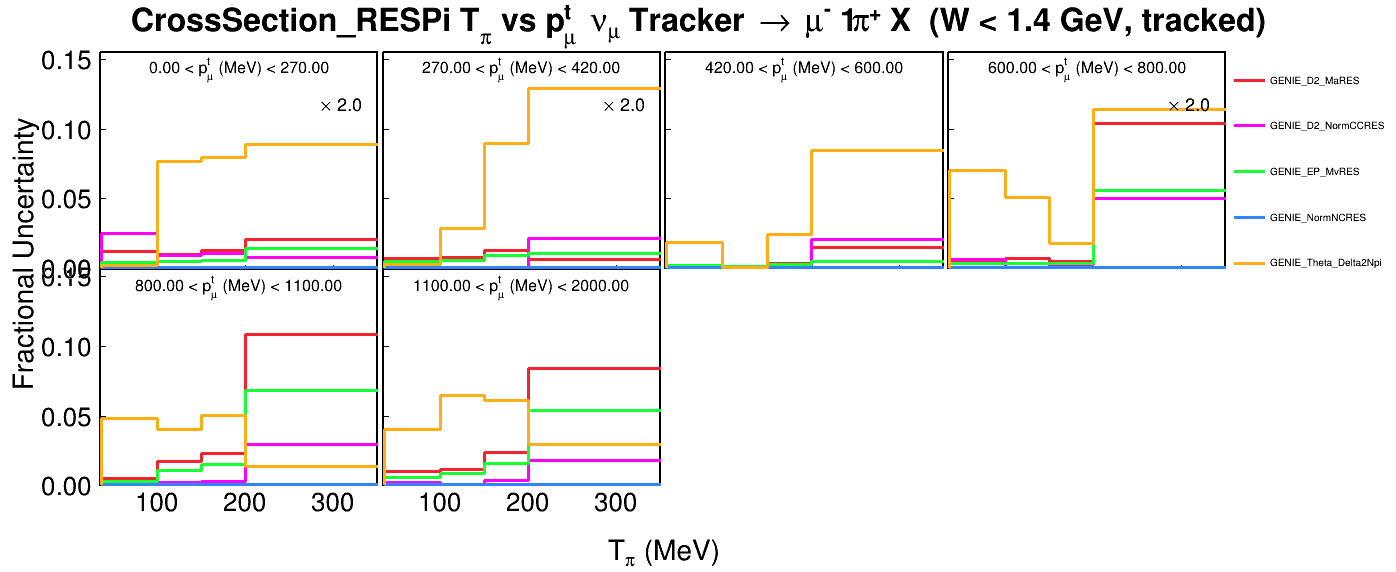 CrossSection_RESPi T_π vs p^t_μ ν_μ Tracker → μ^- 1π^+ X (W < 1.4 GeV, tracked)
Fractional Uncertainty
0.00 < p^t_μ (MeV) < 270.00
× 2.0
270.00 < p^t_μ (MeV) < 420.00
× 2.0
420.00 < p^t_μ (MeV) < 600.00
600.00 < p^t_μ (MeV) < 800.00
× 2.0
0.15
0.10
0.05
0.00
GENIE_D2_MaRES
GENIE_D2_NormCCRES
GENIE_EP_MvRES
GENIE_NormNCRES
GENIE_Theta_Delta2Npi
800.00 < p^t_μ (MeV) < 1100.00
1100.00 < p^t_μ (MeV) < 2000.00
0.15
0.10
0.05
0.00
100 200 300
100 200 300
T_π (MeV)